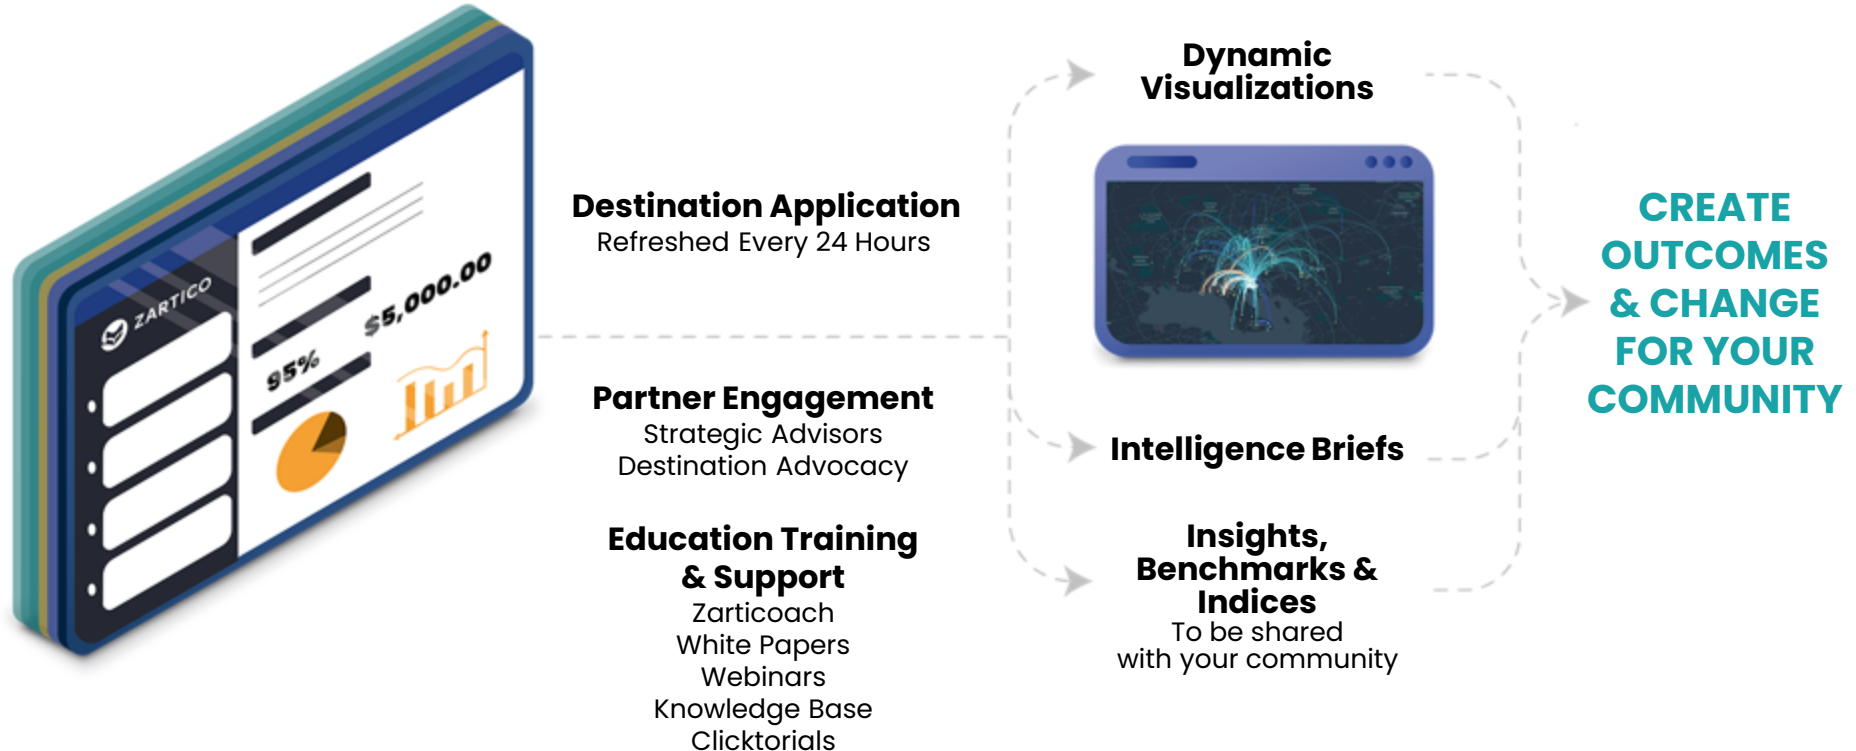 ZARTICO
$5,000.00
95%
Destination Application
Refreshed Every 24 Hours
Partner Engagement
Strategic Advisors
Destination Advocacy
Education Training
& Support
Zarticoach
White Papers
Webinars
Knowledge Base
Clicktorials
Dynamic
Visualizations
Intelligence Briefs
Insights,
Benchmarks &
Indices
To be shared
with your community
CREATE
OUTCOMES
& CHANGE
FOR YOUR
COMMUNITY